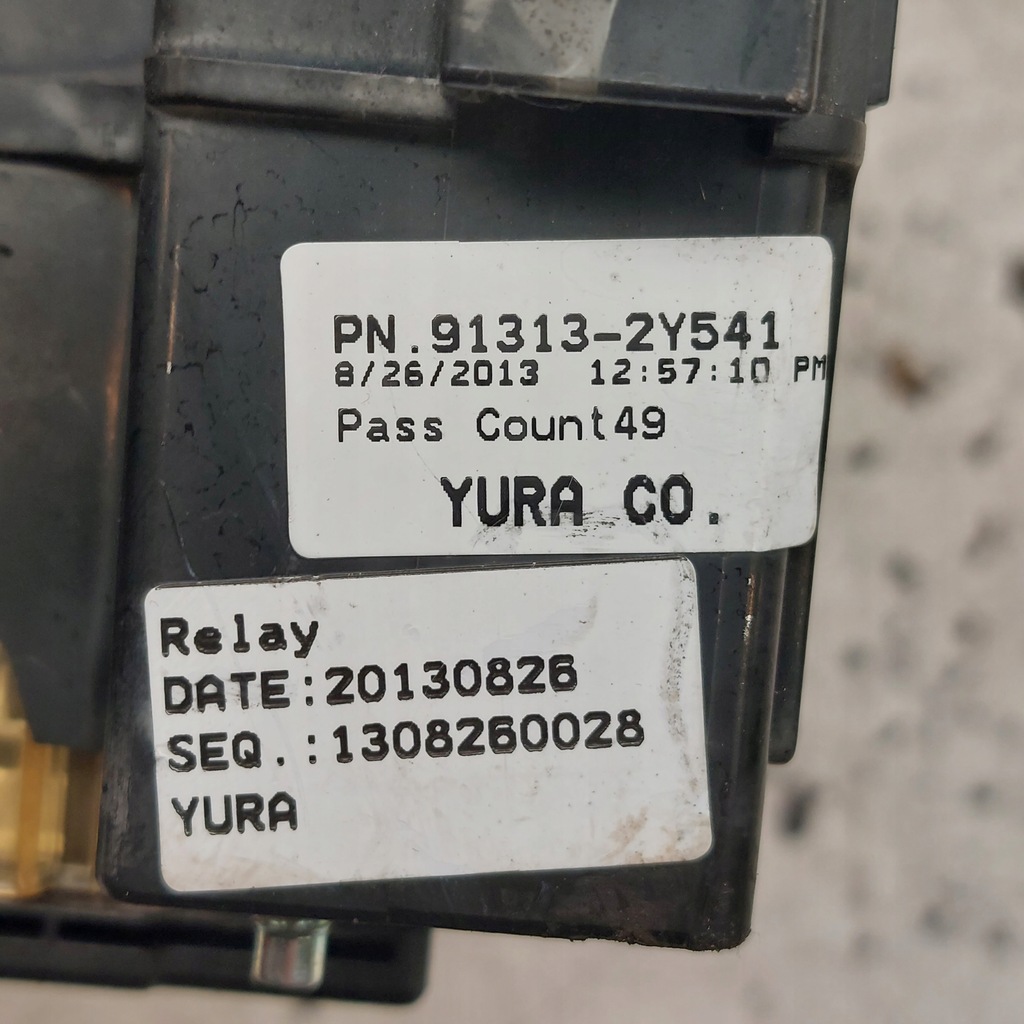 PN.91313-2Y541
8/26/2013 12:57:10 PM
Pass Count49
YURA CO.
Relay
DATE:20130826
SEQ.:1308260028
YURA